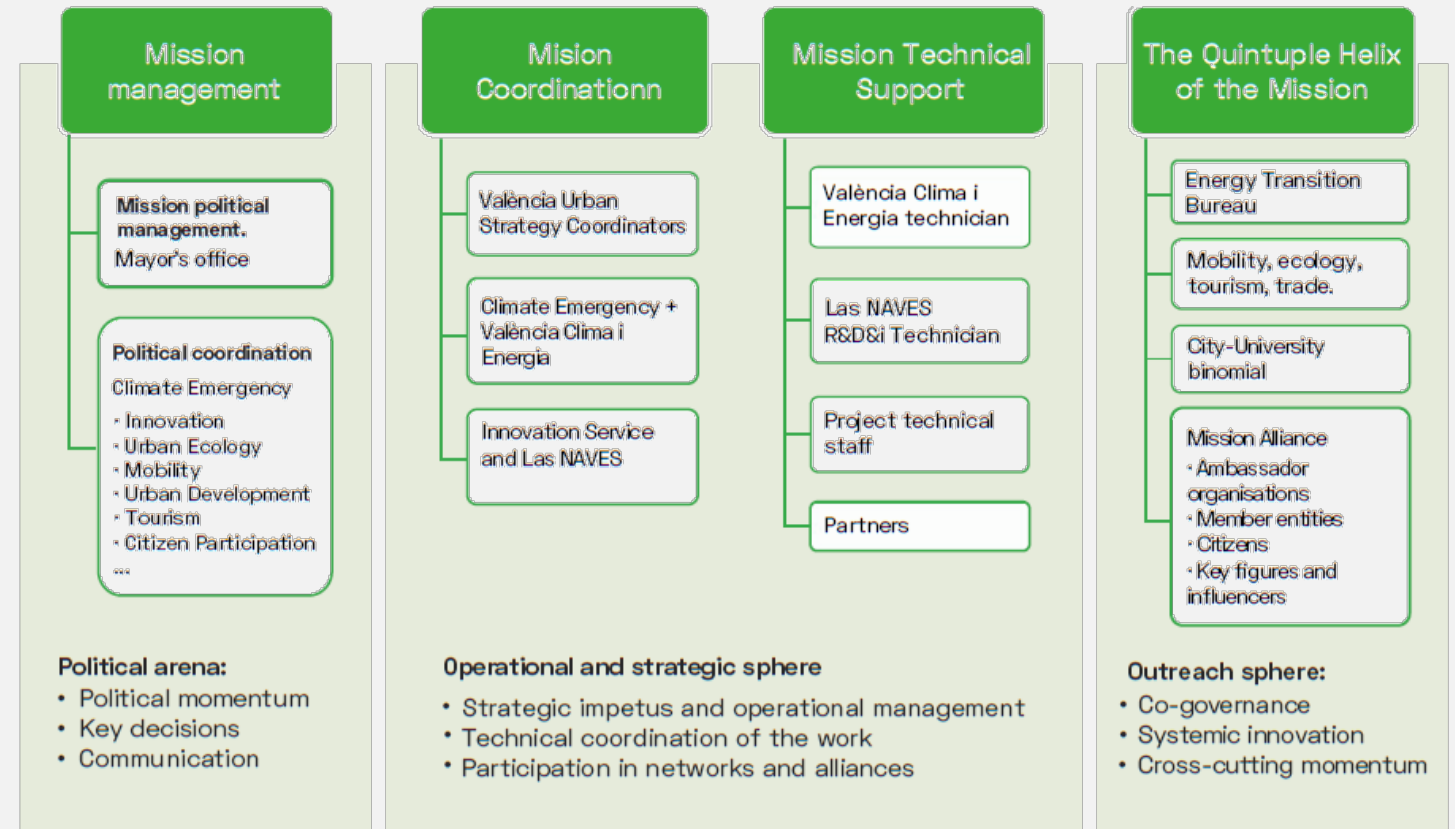 Mission
management
Mission political
management.
Mayor's office
Political coordination
Climate Emergency
· Innovation
· Urban Ecology
· Mobility
· Urban Development
· Tourism
· Citizen Participation
...
Political arena:
• Political momentum
• Key decisions
• Communication
Mision
Coordinationn
València Urban
Strategy Coordinators
Climate Emergency +
València Clima i
Energia
Innovation Service
and Las NAVES
Mission Technical
Support
València Clima i
Energia technician
Las NAVES
R&D&i Technician
Project technical
staff
Partners
Operational and strategic sphere
• Strategic impetus and operational management
• Technical coordination of the work
• Participation in networks and alliances
The Quintuple Helix
of the Mission
Energy Transition
Bureau
Mobility, ecology,
tourism, trade.
City-University
binomial
Mission Alliance
· Ambassador
organisations
· Member entities
· Citizens
· Key figures and
influencers
Outreach sphere:
• Co-governance
• Systemic innovation
• Cross-cutting momentum